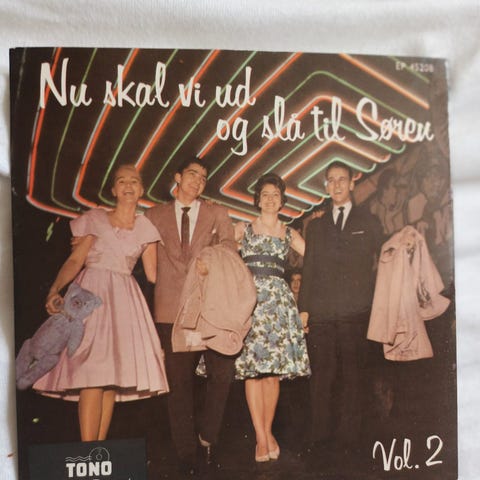 EP 45208
Nu skal vi ud
og slå til Søren
Vol. 2
TONO